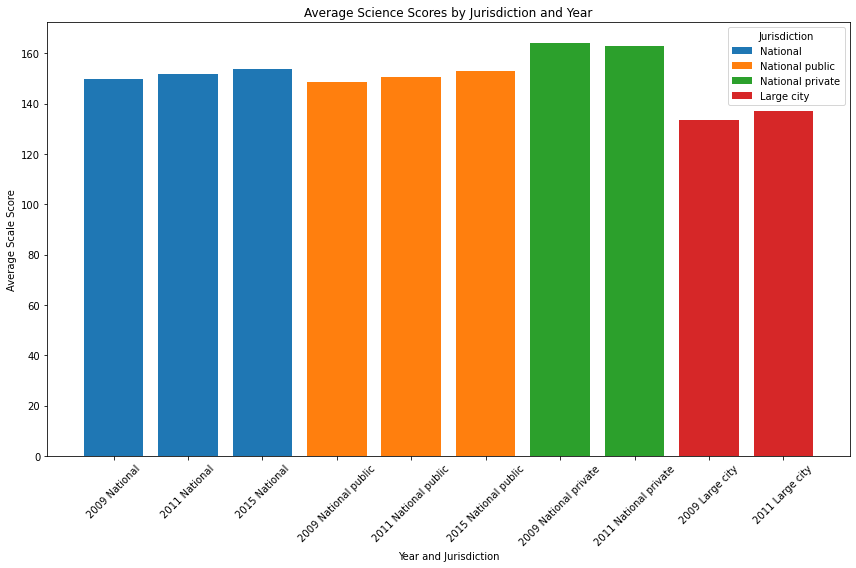 Average Science Scores by Jurisdiction and Year
Jurisdiction
National
National public
National private
Large city
Average Scale Score
160
140
120
100
80
60
40
20
0
2009 National
2011 National
2015 National
2009 National public
2011 National public
2015 National public
2009 National private
2011 National private
2009 Large city
2011 Large city
Year and Jurisdiction